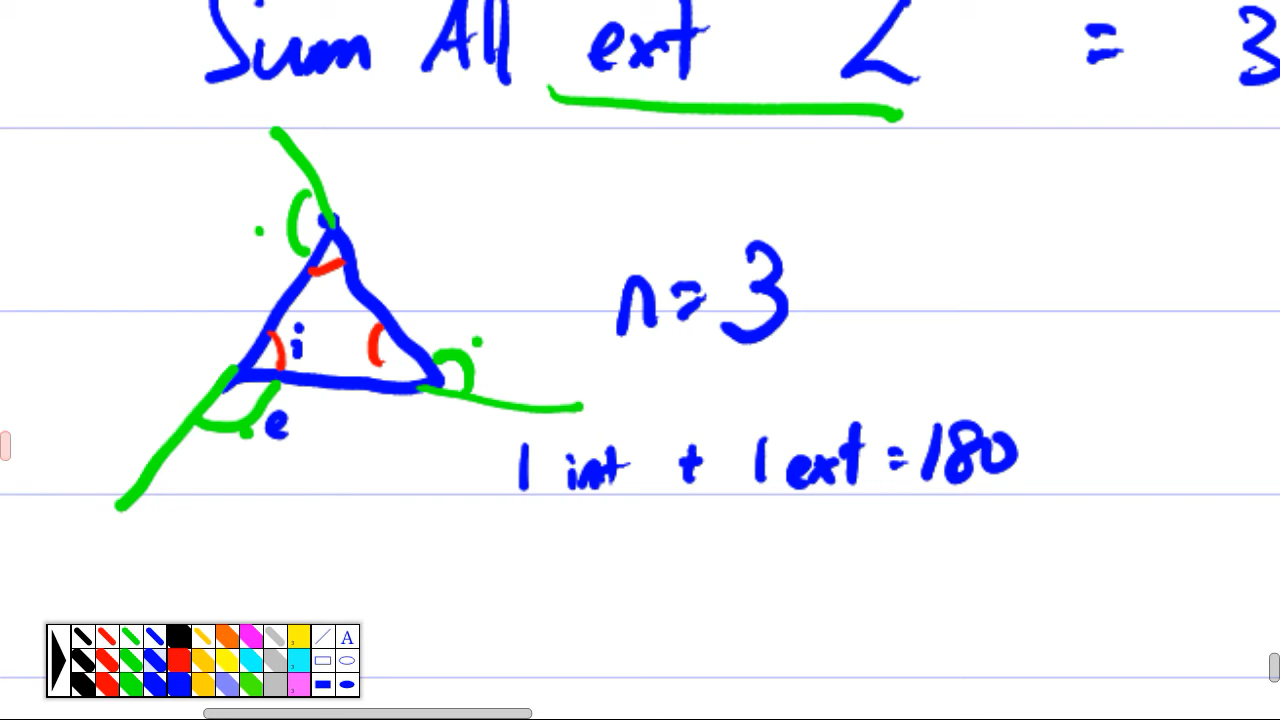 Sum All ext ∠ = 3
n = 3
i
e
1 int + 1 ext = 180
A